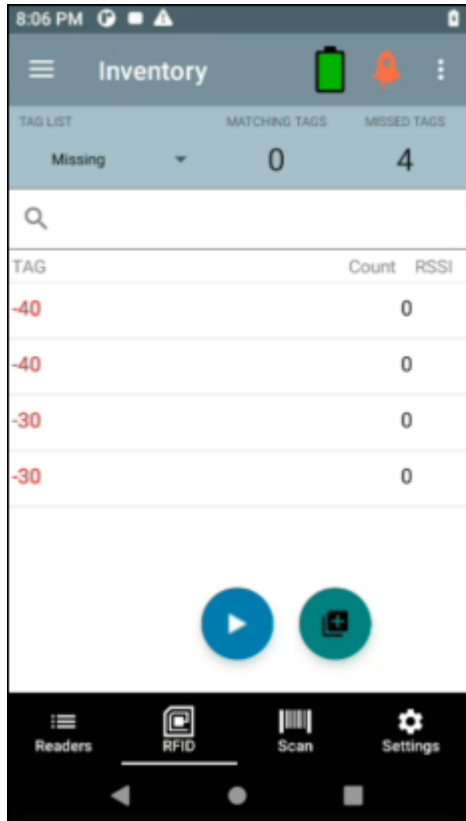 8:06 PM
Inventory
TAG LIST MATCHING TAGS MISSED TAGS
Missing 0 4
TAG Count RSSI
-40 0
-40 0
-30 0
-30 0
Readers RFID Scan Settings